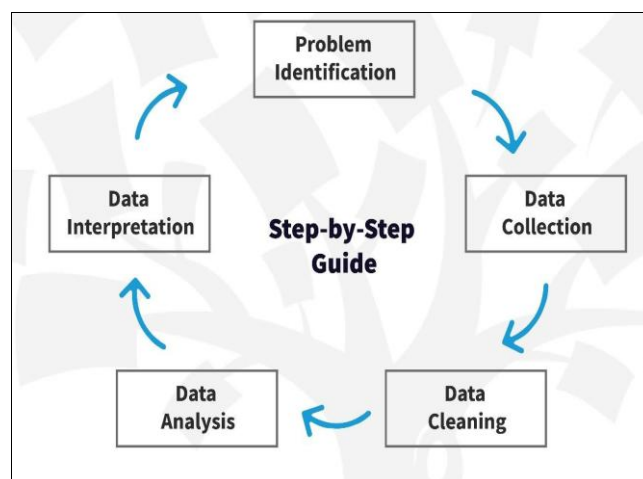 Problem
Identification
Data
Collection
Data
Cleaning
Data
Analysis
Data
Interpretation
Step-by-Step
Guide